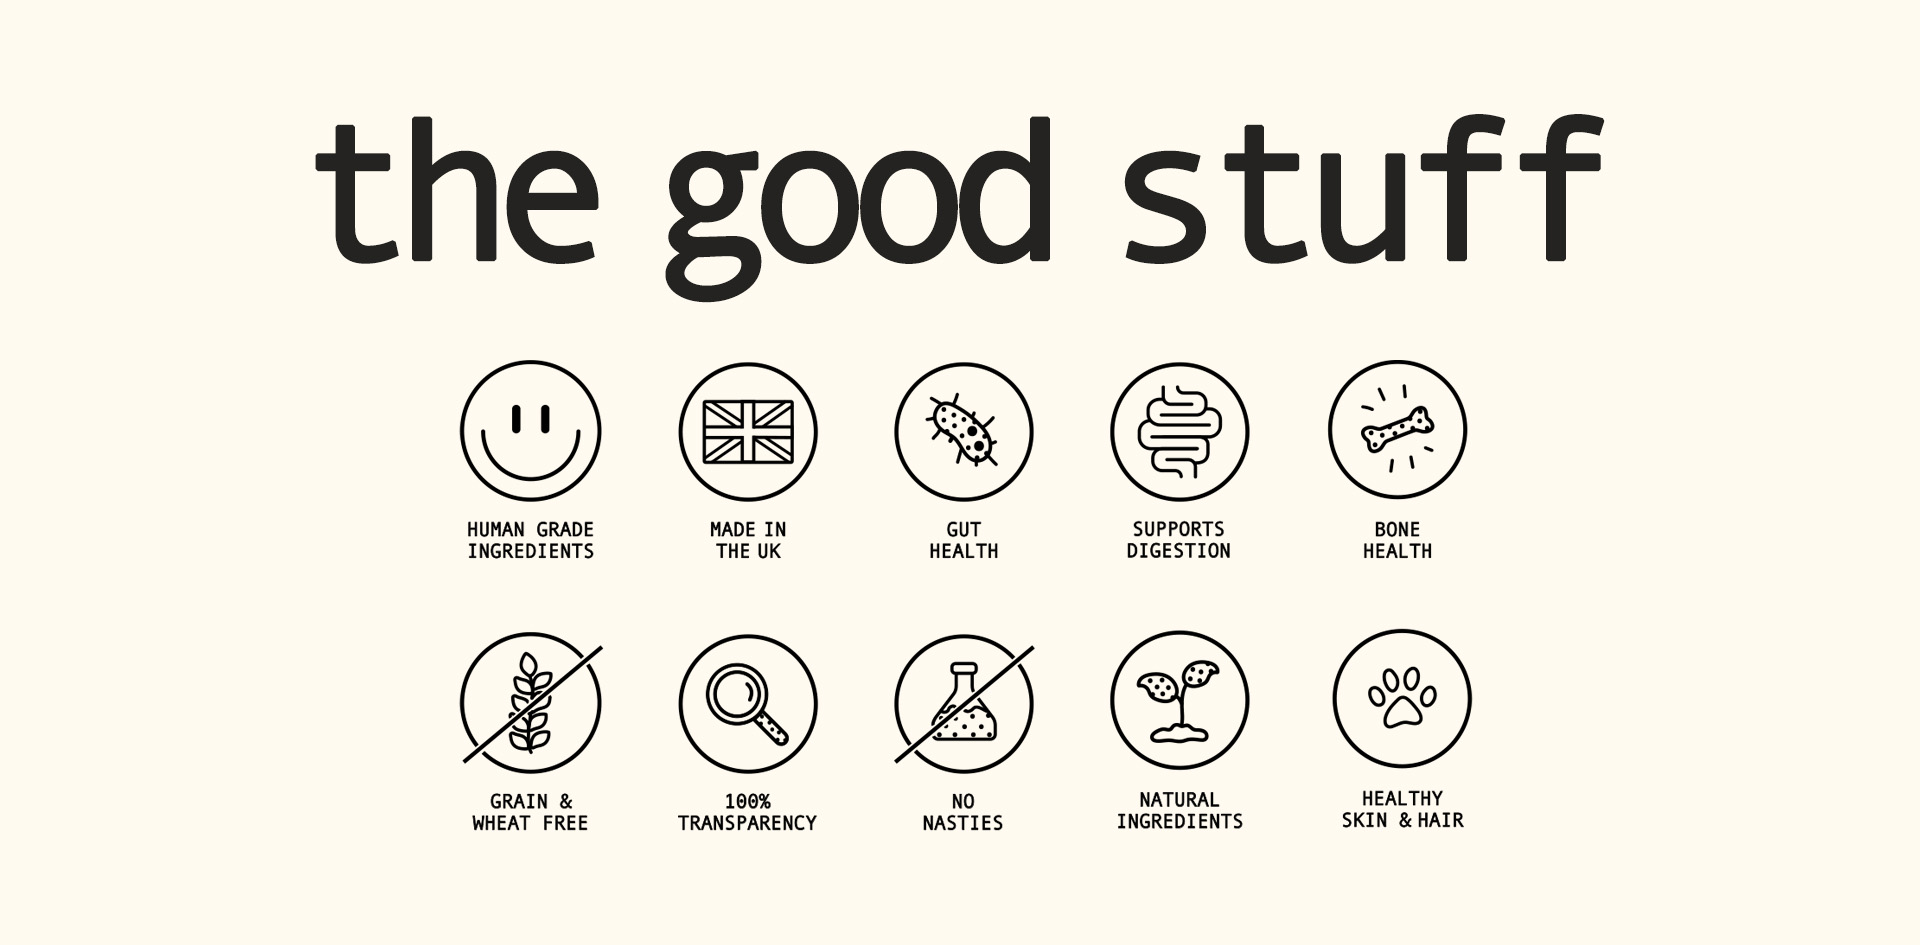 the good stuff
HUMAN GRADE
INGREDIENTS
MADE IN
THE UK
GUT
HEALTH
SUPPORTS
DIGESTION
BONE
HEALTH
GRAIN &
WHEAT FREE
100%
TRANSPARENCY
NO
NASTIES
NATURAL
INGREDIENTS
HEALTHY
SKIN & HAIR